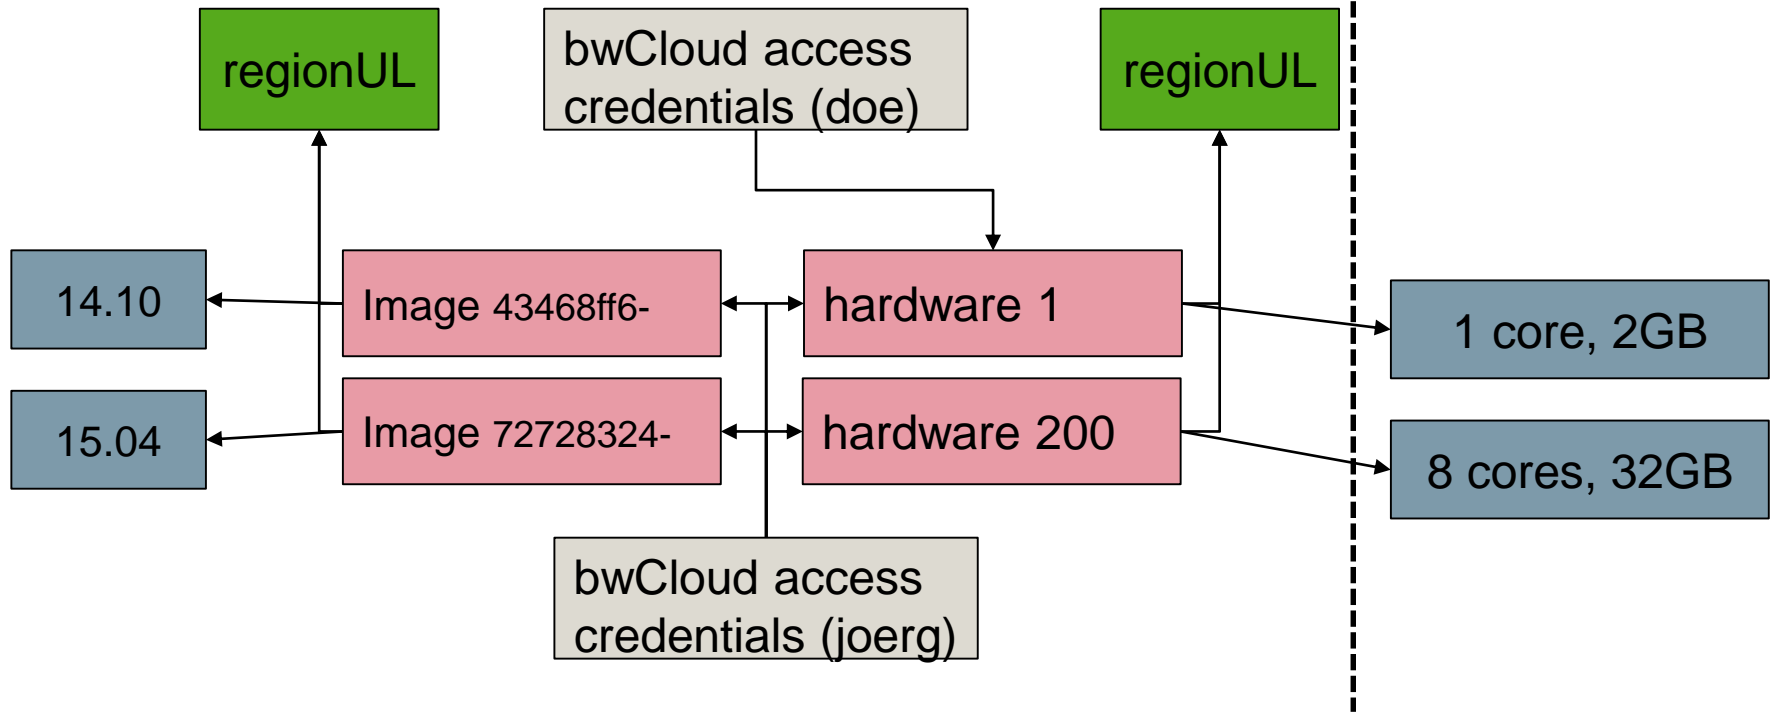 regionUL
bwCloud access
credentials (doe)
regionUL
14.10
Image 43468ff6-
hardware 1
1 core, 2GB
15.04
Image 72728324-
hardware 200
8 cores, 32GB
bwCloud access
credentials (joerg)